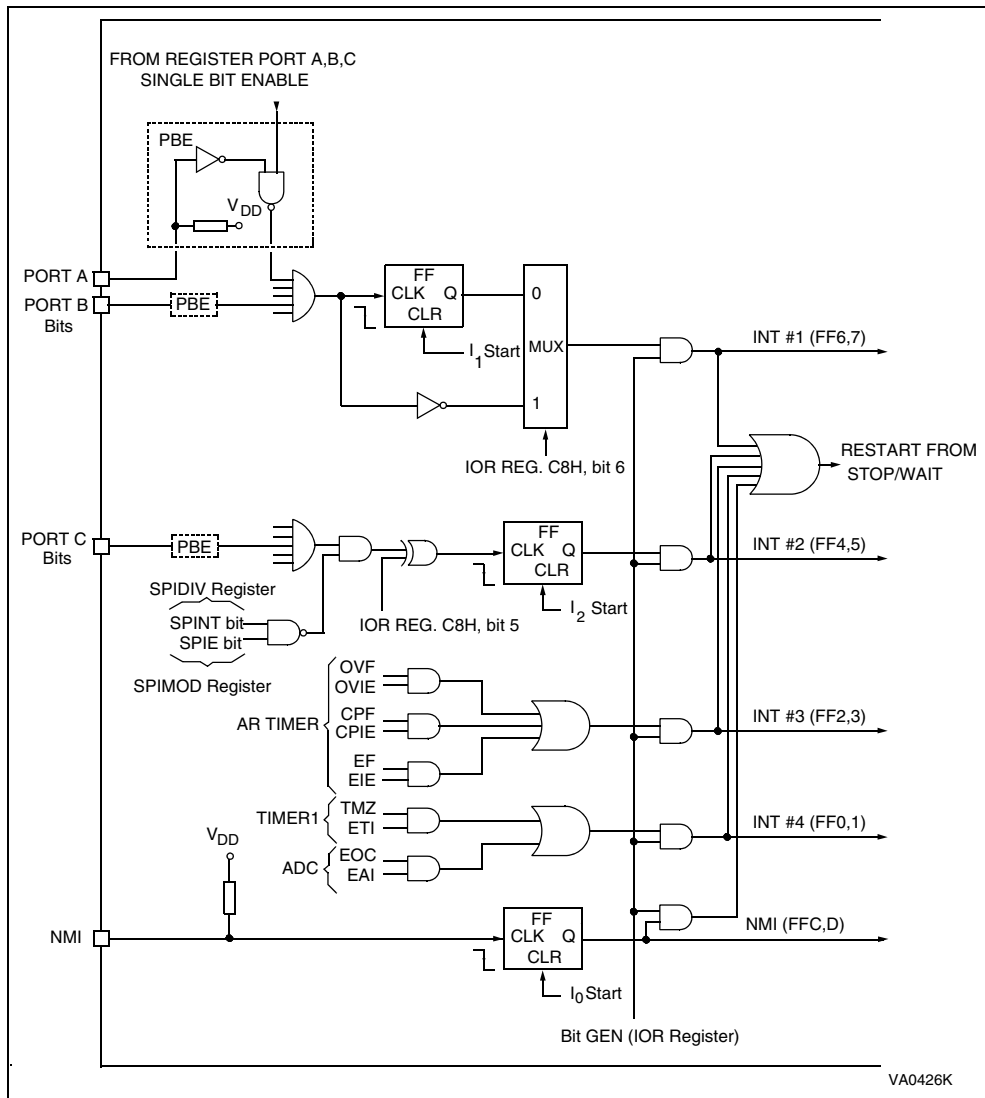 FROM REGISTER PORT A,B,C
SINGLE BIT ENABLE
PBE
VDD
PORT A
PORT B
Bits
PBE
FF
CLK Q
CLR
I1 Start
0
MUX
1
IOR REG. C8H, bit 6
INT #1 (FF6,7)
RESTART FROM
STOP/WAIT
PORT C
Bits
PBE
FF
CLK Q
CLR
I2 Start
INT #2 (FF4,5)
SPIDIV Register
SPINT bit
SPIE bit
SPIMOD Register
IOR REG. C8H, bit 5
AR TIMER
OVF
OVIE
CPF
CPIE
EF
EIE
INT #3 (FF2,3)
TIMER1
TMZ
ETI
ADC
EOC
EAI
INT #4 (FF0,1)
VDD
NMI
FF
CLK Q
CLR
I0 Start
NMI (FFC,D)
Bit GEN (IOR Register)
VA0426K